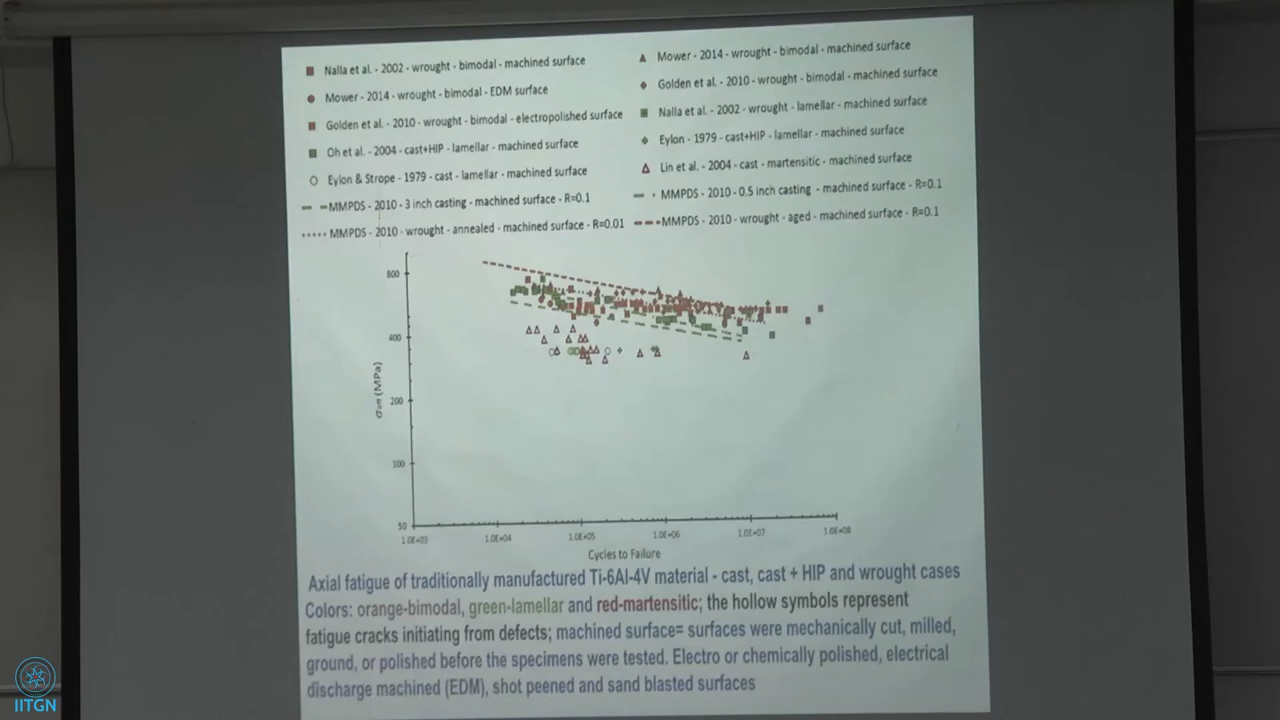 Nalla et al. - 2002 - wrought - bimodal - machined surface
Mower - 2014 - wrought - bimodal - machined surface
Mower - 2014 - wrought - bimodal - EDM surface
Golden et al. - 2010 - wrought - bimodal - machined surface
Golden et al. - 2010 - wrought - bimodal - electropolished surface
Nalla et al. - 2002 - wrought - lamellar - machined surface
Oh et al. - 2004 - cast+HIP - lamellar - machined surface
Eylon - 1979 - cast+HIP - lamellar - machined surface
Eylon & Strope - 1979 - cast - lamellar - machined surface
Lin et al. - 2004 - cast - martensitic - machined surface
MMPDS - 2010 - 3 inch casting - machined surface - R=0.1
MMPDS - 2010 - 0.5 inch casting - machined surface - R=0.1
MMPDS - 2010 - wrought - annealed - machined surface - R=0.01
MMPDS - 2010 - wrought - aged - machined surface - R=0.1
800
400
200
100
50
σeff (MPa)
1.0E+03 1.0E+04 1.0E+05 1.0E+06 1.0E+07 1.0E+08
Cycles to Failure
Axial fatigue of traditionally manufactured Ti-6Al-4V material - cast, cast + HIP and wrought cases
Colors: orange-bimodal, green-lamellar and red-martensitic; the hollow symbols represent
fatigue cracks initiating from defects; machined surface= surfaces were mechanically cut, milled,
ground, or polished before the specimens were tested. Electro or chemically polished, electrical
discharge machined (EDM), shot peened and sand blasted surfaces
IITGN